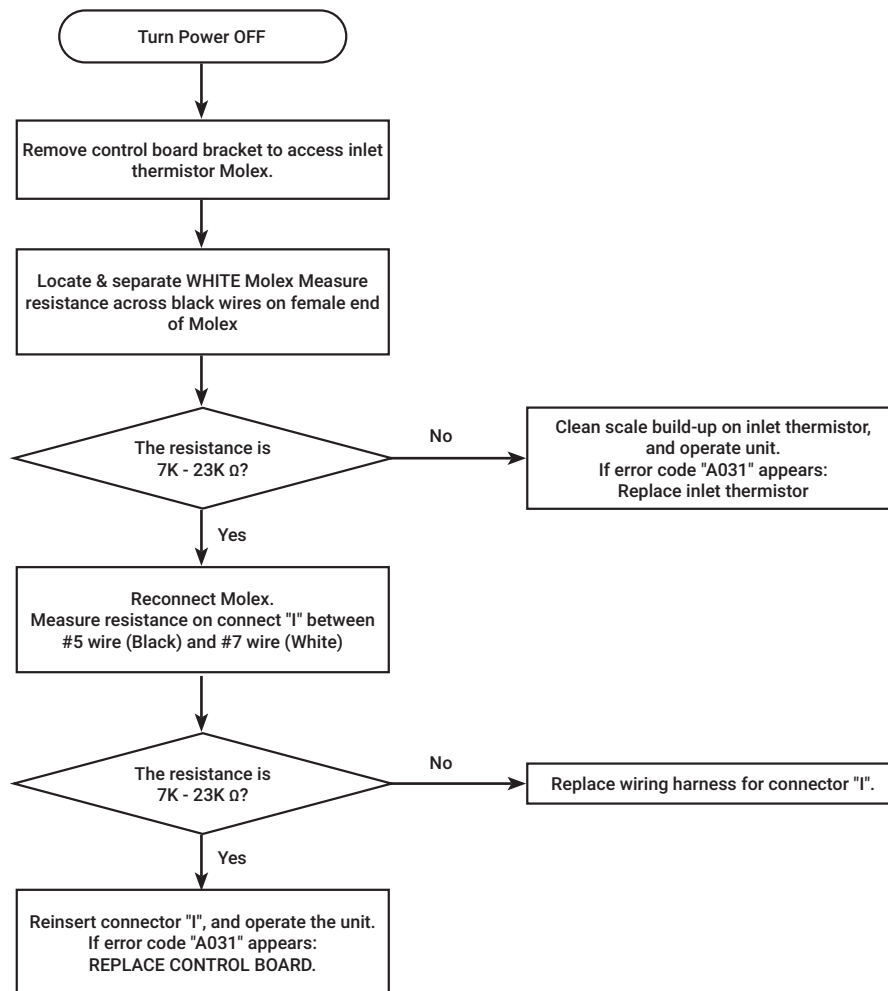 Turn Power OFF
Remove control board bracket to access inlet
thermistor Molex.
Locate & separate WHITE Molex Measure
resistance across black wires on female end
of Molex
The resistance is
7K - 23K Ω?
No
Clean scale build-up on inlet thermistor,
and operate unit.
If error code "A031" appears:
Replace inlet thermistor
Yes
Reconnect Molex.
Measure resistance on connect "I" between
#5 wire (Black) and #7 wire (White)
The resistance is
7K - 23K Ω?
No
Replace wiring harness for connector "I".
Yes
Reinsert connector "I", and operate the unit.
If error code "A031" appears:
REPLACE CONTROL BOARD.